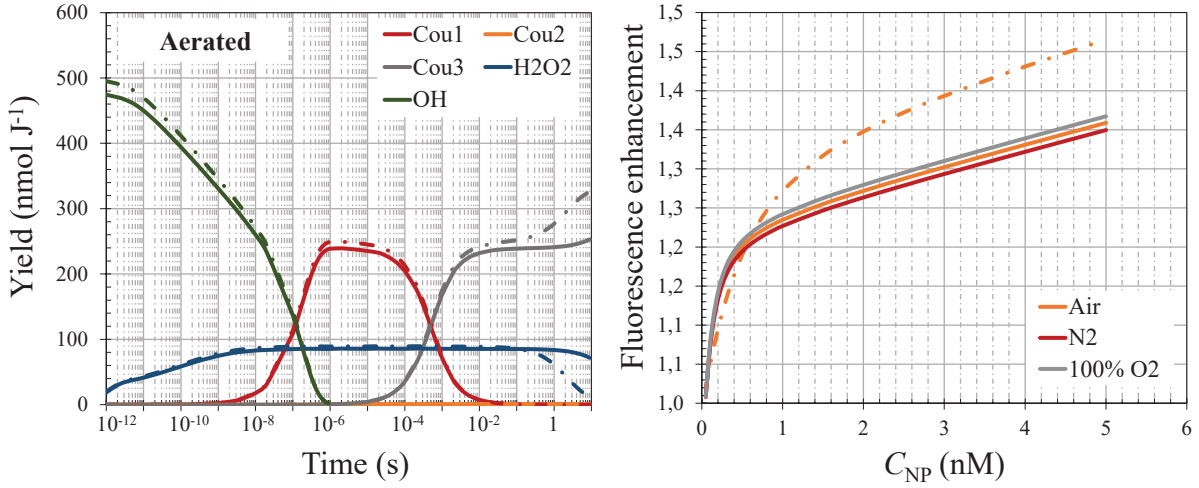 Aerated
Cou1
Cou2
Cou3
H2O2
OH
Yield (nmol J-1)
600
500
400
300
200
100
0
10-12
10-10
10-8
10-6
10-4
10-2
1
Time (s)
Fluorescence enhancement
1,5
1,5
1,4
1,4
1,3
1,3
1,2
1,2
1,1
1,1
1,0
0
1
2
3
4
5
6
CNP (nM)
Air
N2
100% O2